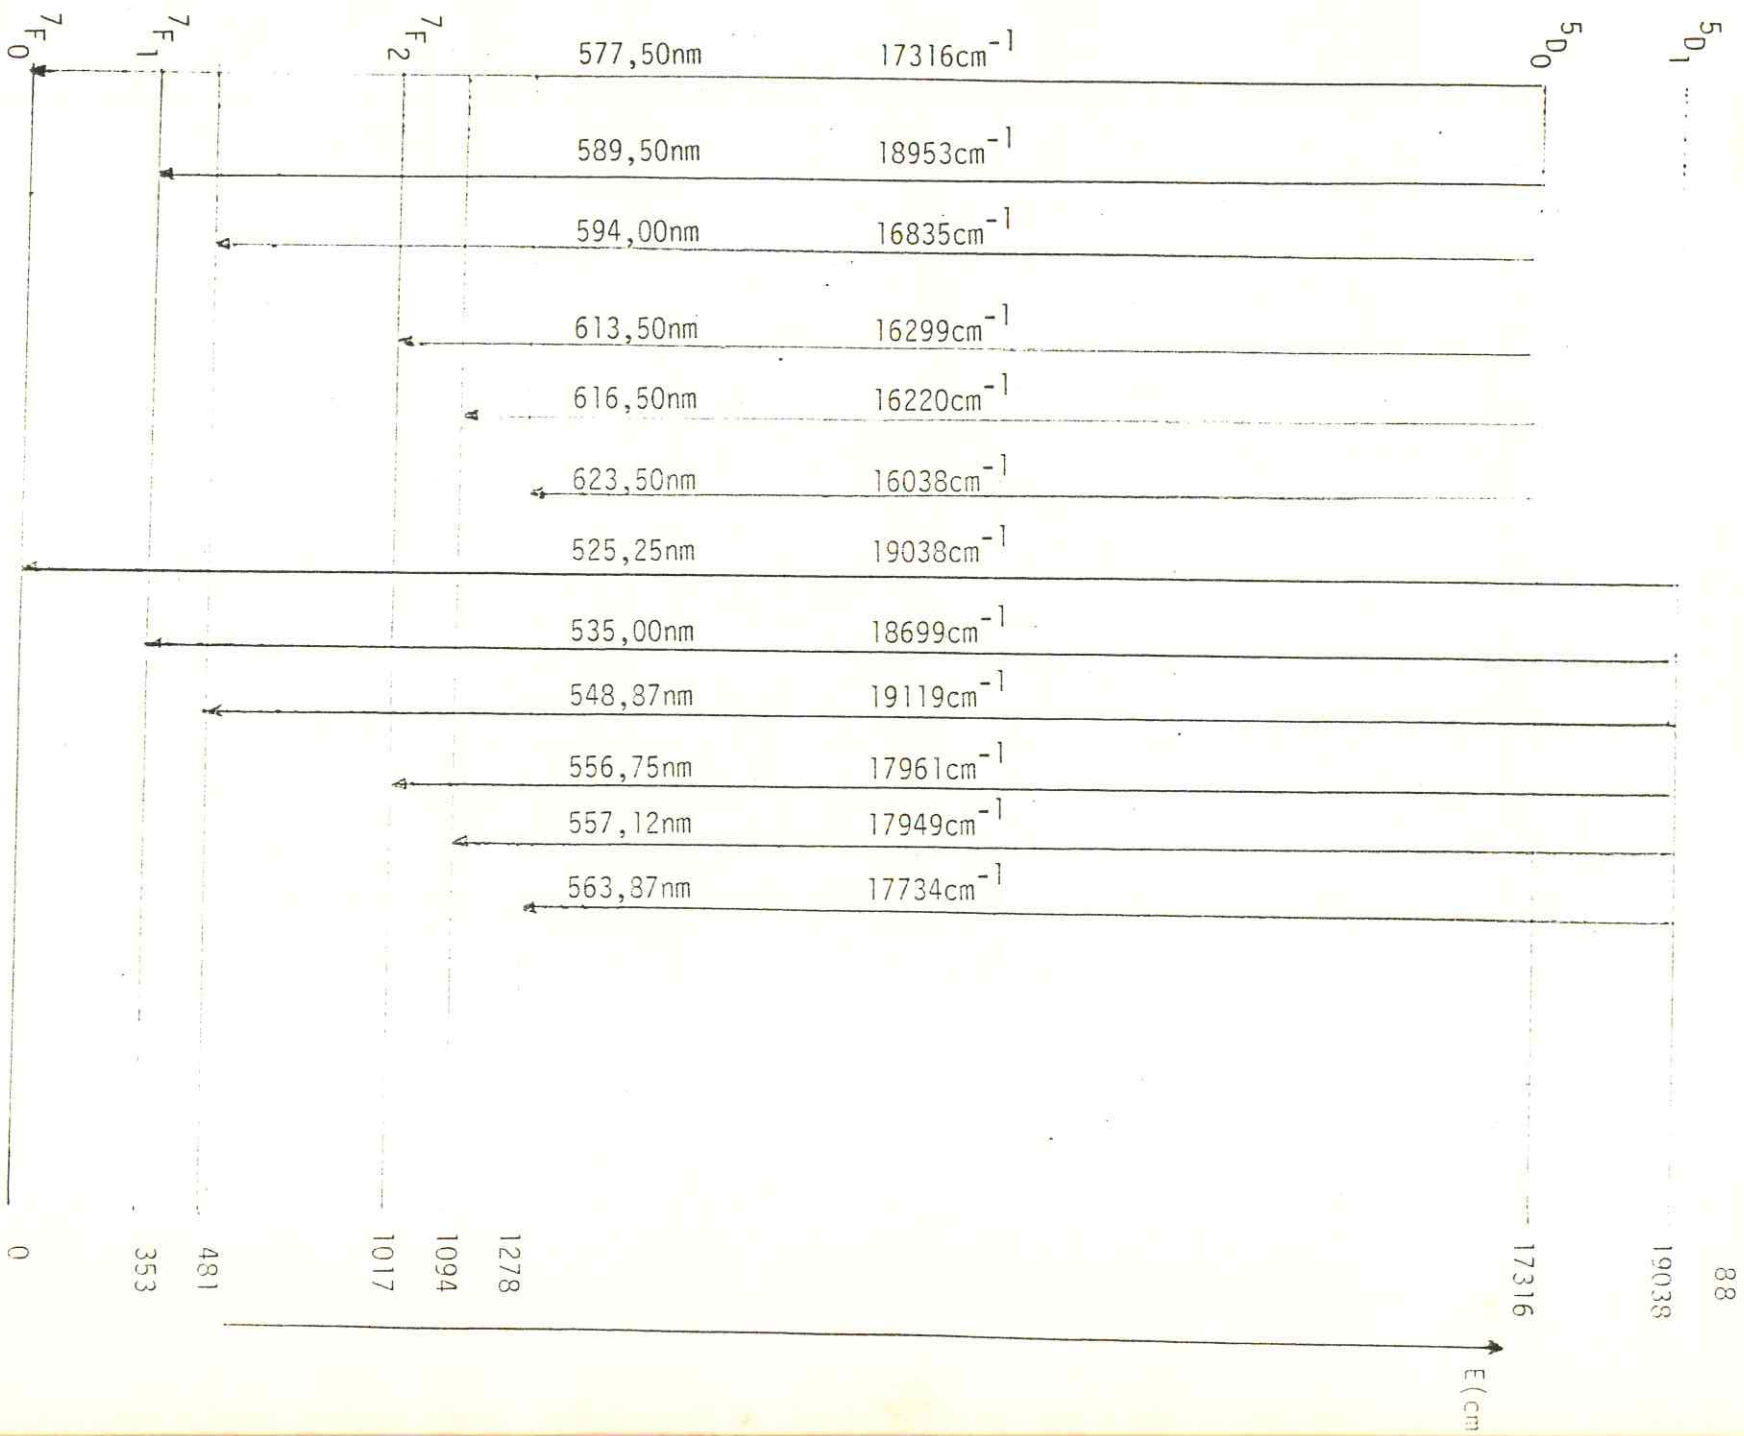 ⁷F₀ ⁷F₁ ⁷F₂ ⁵D₀ ⁵D₁
577,50nm 17316cm⁻¹
589,50nm 18953cm⁻¹
594,00nm 16835cm⁻¹
613,50nm 16299cm⁻¹
616,50nm 16220cm⁻¹
623,50nm 16038cm⁻¹
525,25nm 19038cm⁻¹
535,00nm 18699cm⁻¹
548,87nm 19119cm⁻¹
556,75nm 17961cm⁻¹
557,12nm 17949cm⁻¹
563,87nm 17734cm⁻¹
0 353 481 1017 1094 1278 17316 19038
88
E(cm